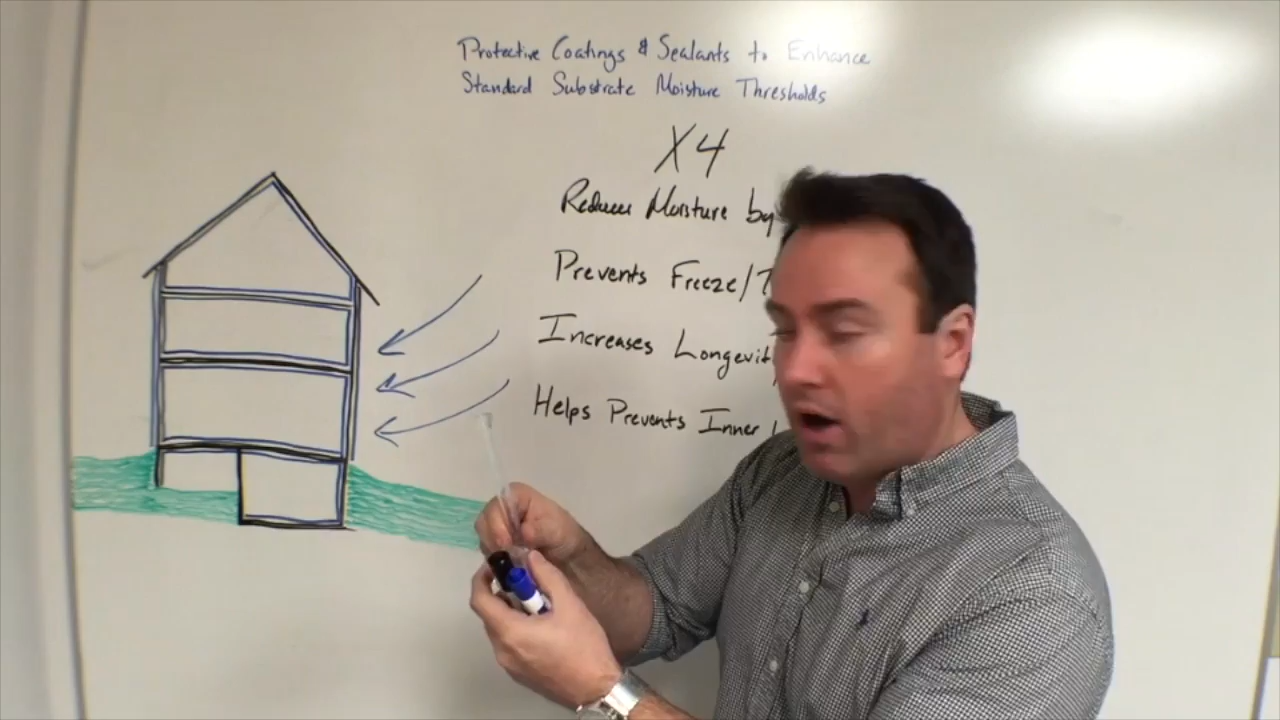 Protective Coatings & Sealants to Enhance
Standard Substrate Moisture Thresholds
X4
Reduces Moisture by
Prevents Freeze/T
Increases Longevit
Helps Prevents Inner